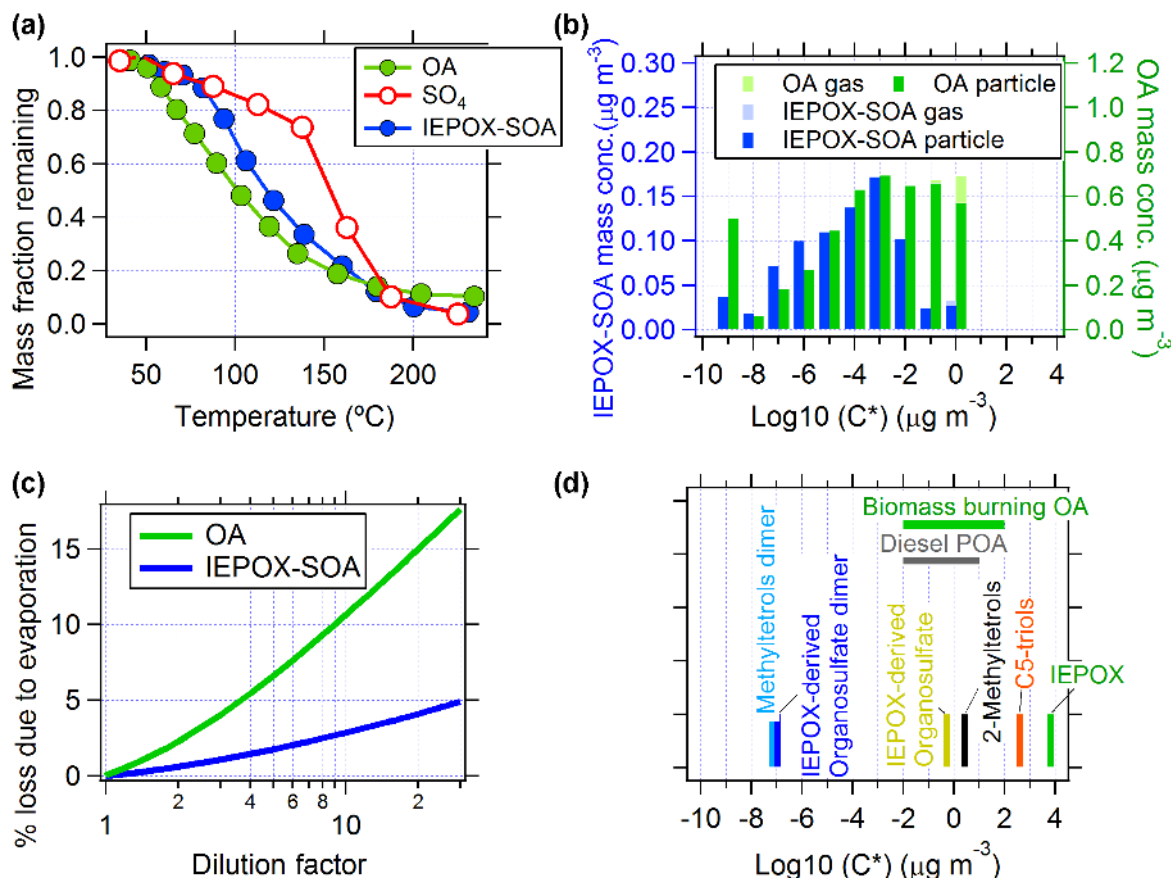 (a)
Mass fraction remaining
1.0
0.8
0.6
0.4
0.2
0.0
OA
SO4
IEPOX-SOA
50
100
150
200
Temperature (ºC)
(b)
IEPOX-SOA mass conc.(µg m-3)
0.30
0.25
0.20
0.15
0.10
0.05
0.00
OA gas
OA particle
IEPOX-SOA gas
IEPOX-SOA particle
1.2
1.0
0.8
0.6
0.4
0.2
0.0
OA mass conc. (µg m-3)
-10 -8 -6 -4 -2 0 2 4
Log10 (C*) (µg m-3)
(c)
% loss due to evaporation
15
10
5
0
OA
IEPOX-SOA
1
2
4
6
8
10
2
Dilution factor
(d)
Biomass burning OA
Diesel POA
Methyltetrols dimer
IEPOX-derived
Organosulfate dimer
IEPOX-derived
Organosulfate
2-Methyltetrols
C5-triols
IEPOX
-10 -8 -6 -4 -2 0 2 4
Log10 (C*) (µg m-3)